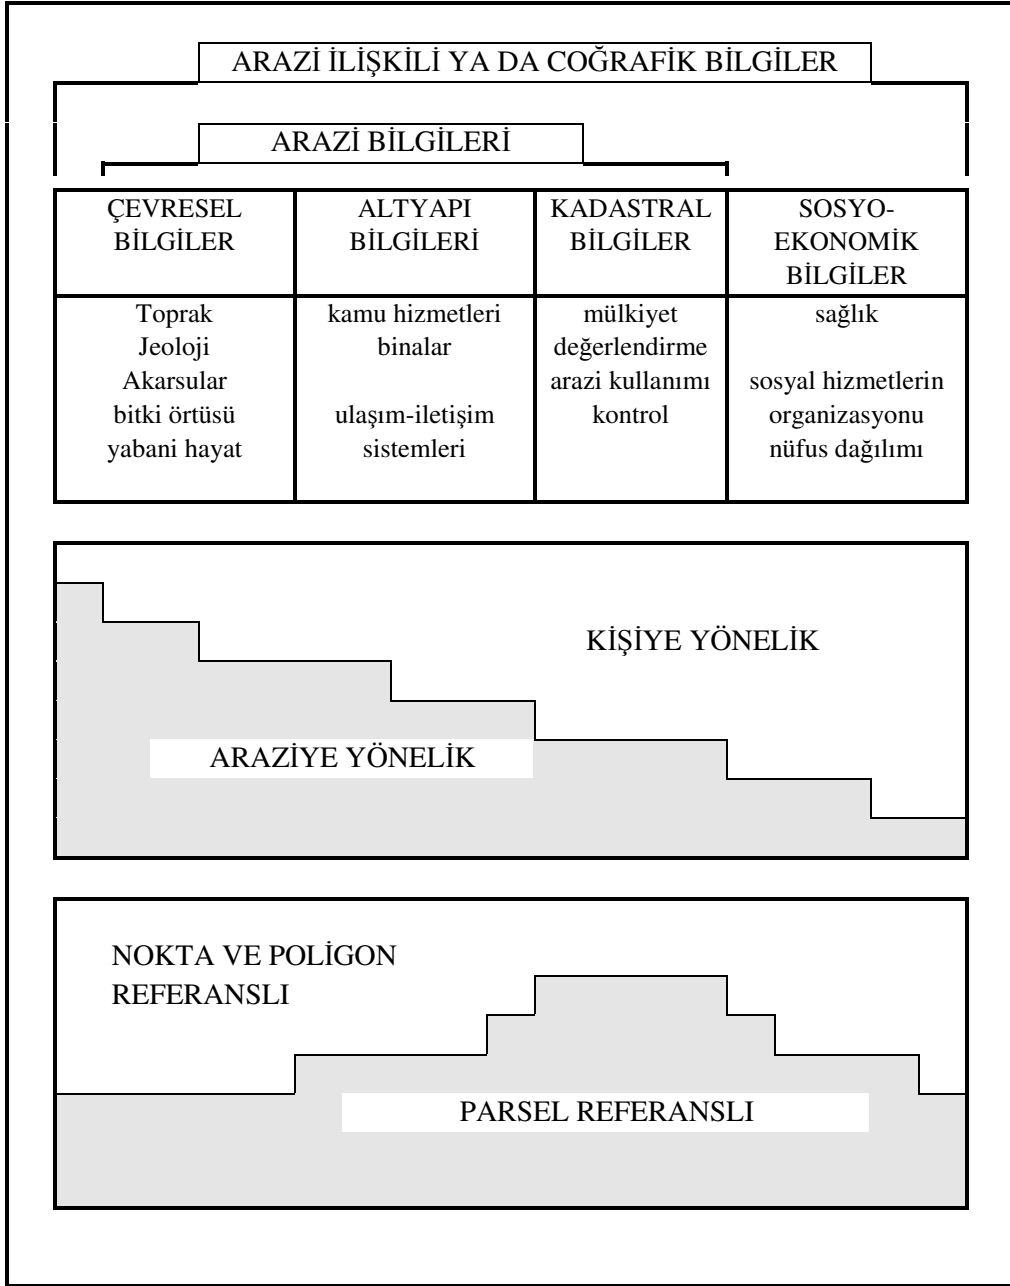 ARAZİ İLİŞKİLİ YA DA COĞRAFİK BİLGİLER
ARAZİ BİLGİLERİ
ÇEVRESEL
BİLGİLER
ALTYAPI
BİLGİLERİ
KADASTRAL
BİLGİLER
SOSYO-
EKONOMİK
BİLGİLER
Toprak
Jeoloji
Akarsular
bitki örtüsü
yabani hayat
kamu hizmetleri
binalar
ulaşım-iletişim
sistemleri
mülkiyet
değerlendirme
arazi kullanımı
kontrol
sağlık
sosyal hizmetlerin
organizasyonu
nüfus dağılımı
KİŞİYE YÖNELİK
ARAZİYE YÖNELİK
NOKTA VE POLİGON
REFERANSLI
PARSEL REFERANSLI